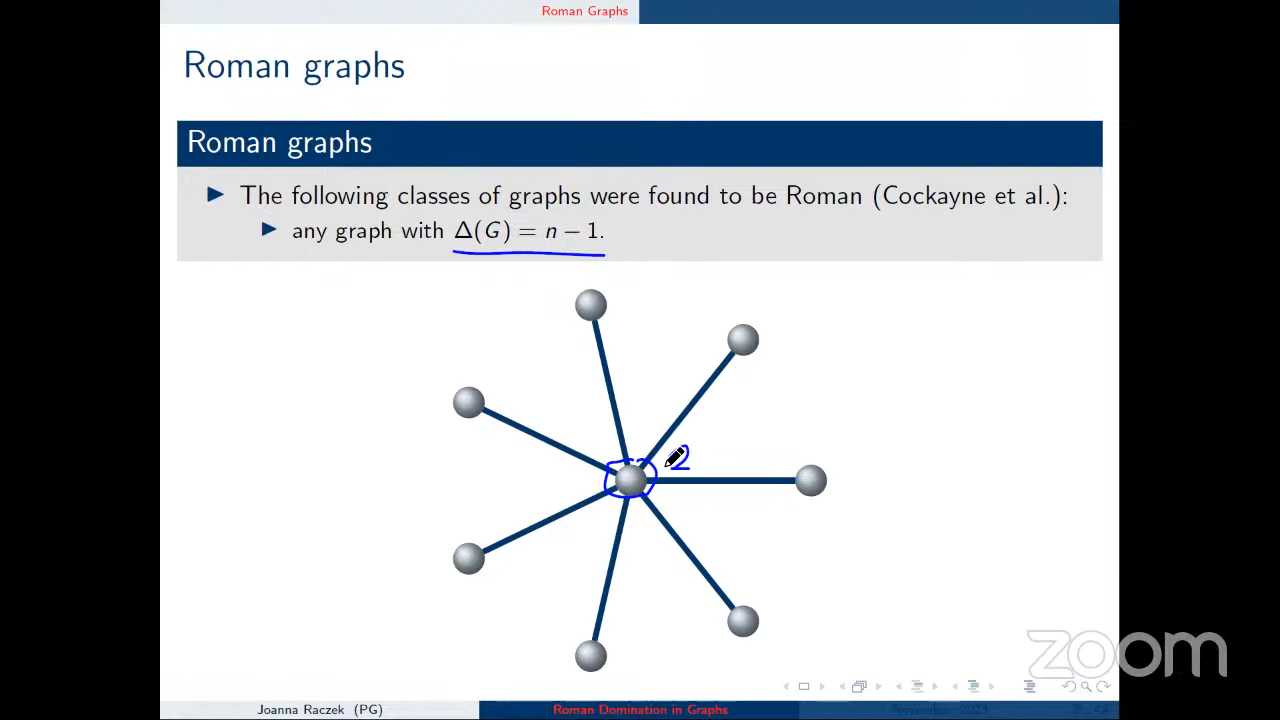 Roman Graphs
Roman graphs
Roman graphs
The following classes of graphs were found to be Roman (Cockayne et al.):
any graph with Δ(G) = n − 1.
2
zoom
Joanna Raczek (PG) Roman Domination in Graphs